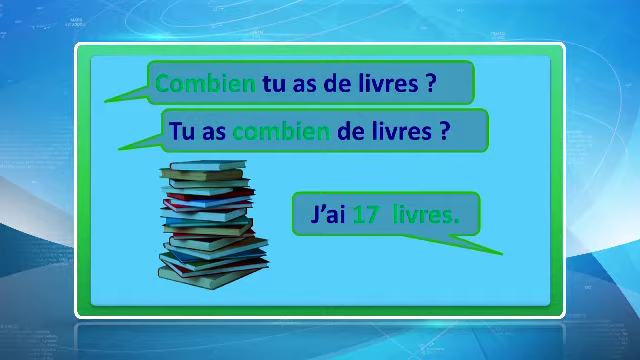 Combien tu as de livres ?
Tu as combien de livres ?
J'ai 17 livres.